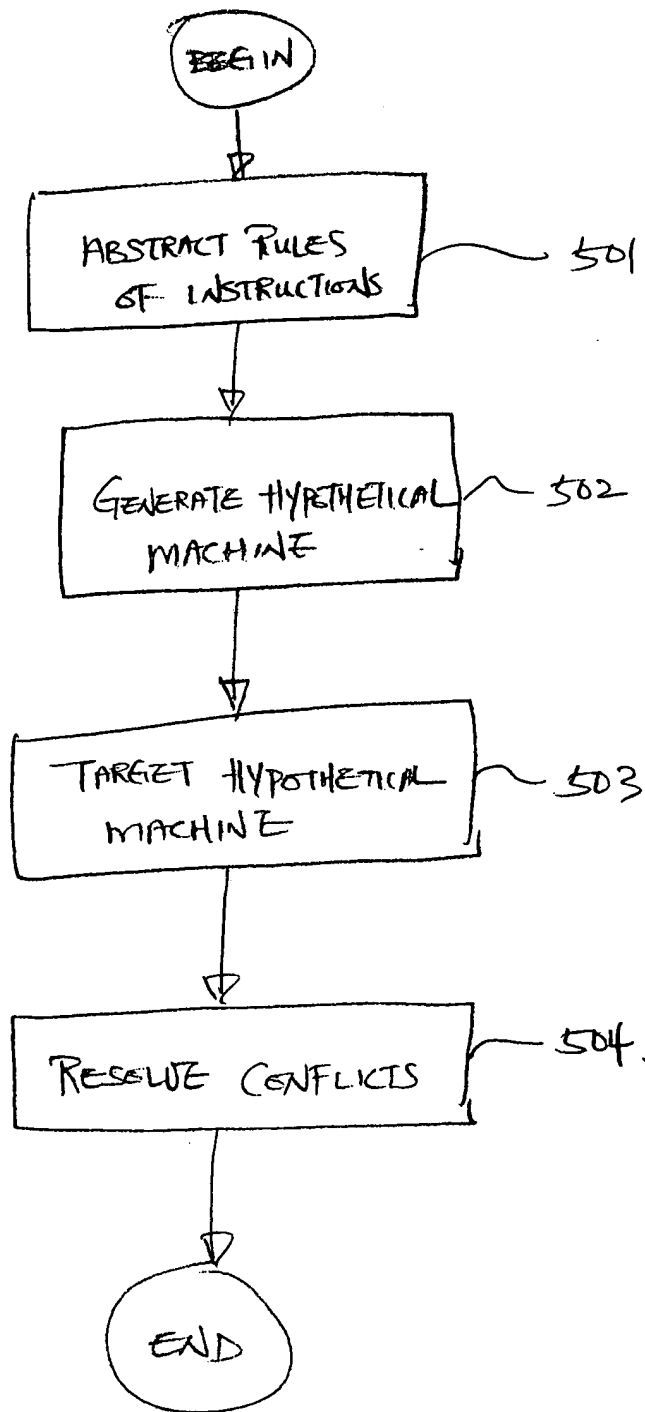 BEGIN
ABSTRACT RULES
OF INSTRUCTIONS
501
GENERATE HYPOTHETICAL
MACHINE
502
TARGET HYPOTHETICAL
MACHINE
503
RESOLVE CONFLICTS
504.
END